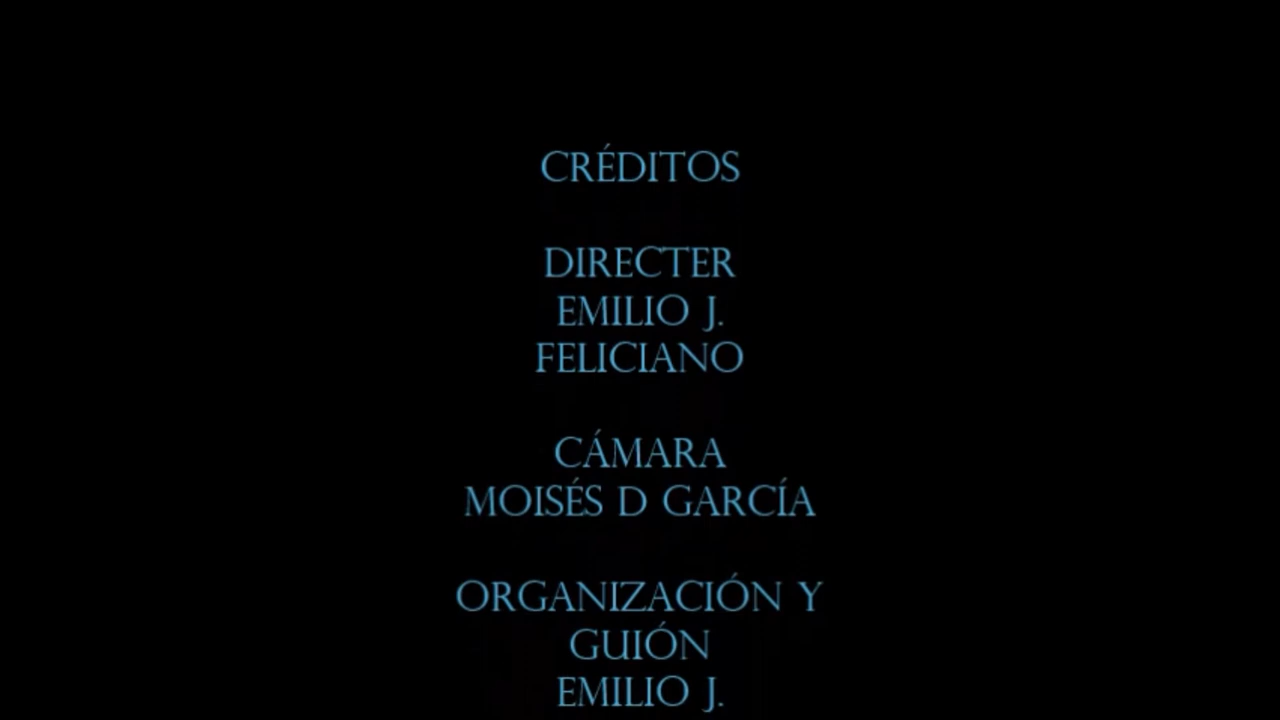 CRÉDITOS
DIRECTER
EMILIO J.
FELICIANO
CÁMARA
MOISÉS D GARCÍA
ORGANIZACIÓN Y
GUIÓN
EMILIO J.